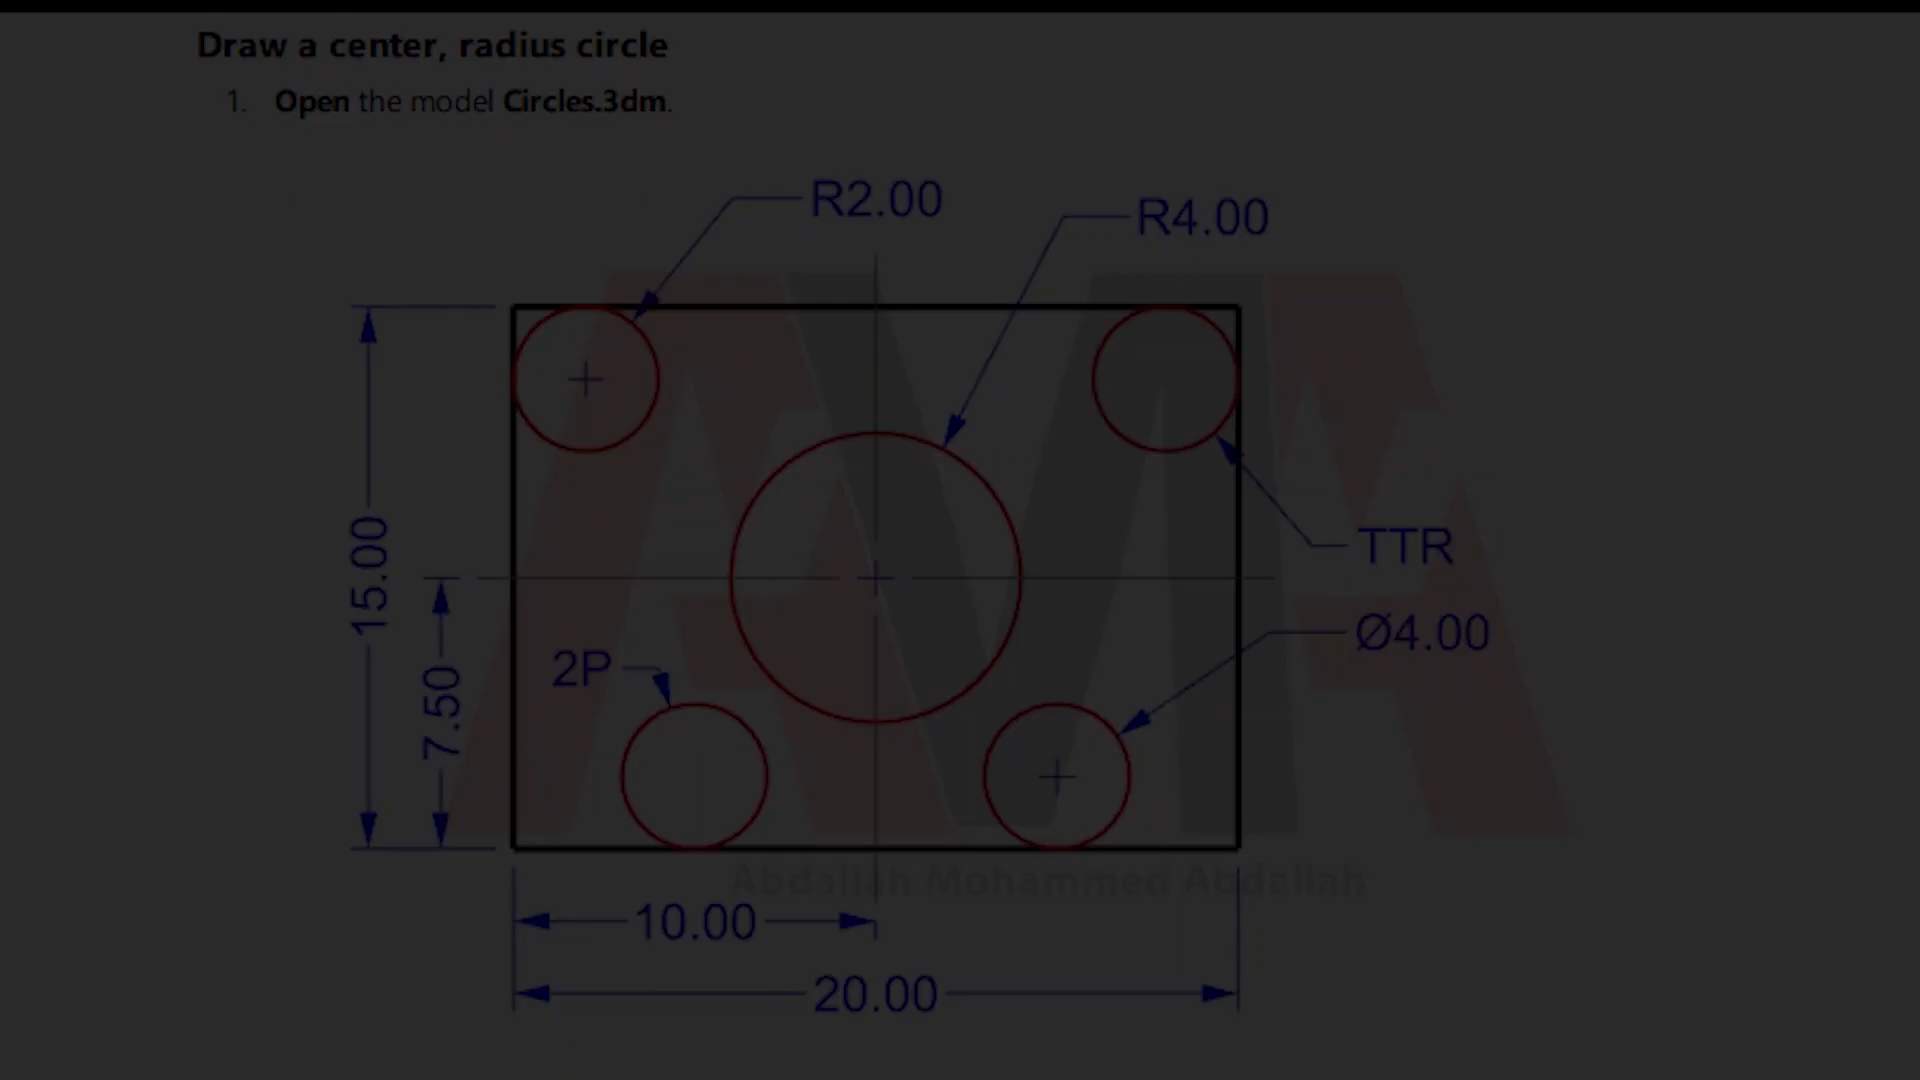 Draw a center, radius circle
1. Open the model Circles.3dm.
R2.00
R4.00
15.00
TTR
Ø4.00
2P
7.50
Abdallah Mohammed Abdallah
10.00
20.00